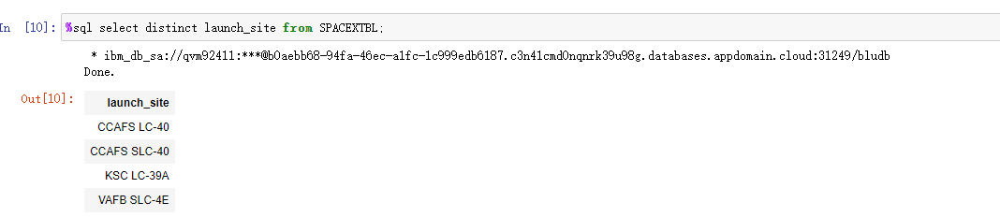 In [10]: %sql select distinct launch_site from SPACEXTBL;
* ibm_db_sa://qvm92411:***@b0aebb68-94fa-46ec-a1fc-1c999edb6187.c3n41cmd0nqnrk39u98g.databases.appdomain.cloud:31249/bludb
Done.
Out[10]:
launch_site
CCAFS LC-40
CCAFS SLC-40
KSC LC-39A
VAFB SLC-4E